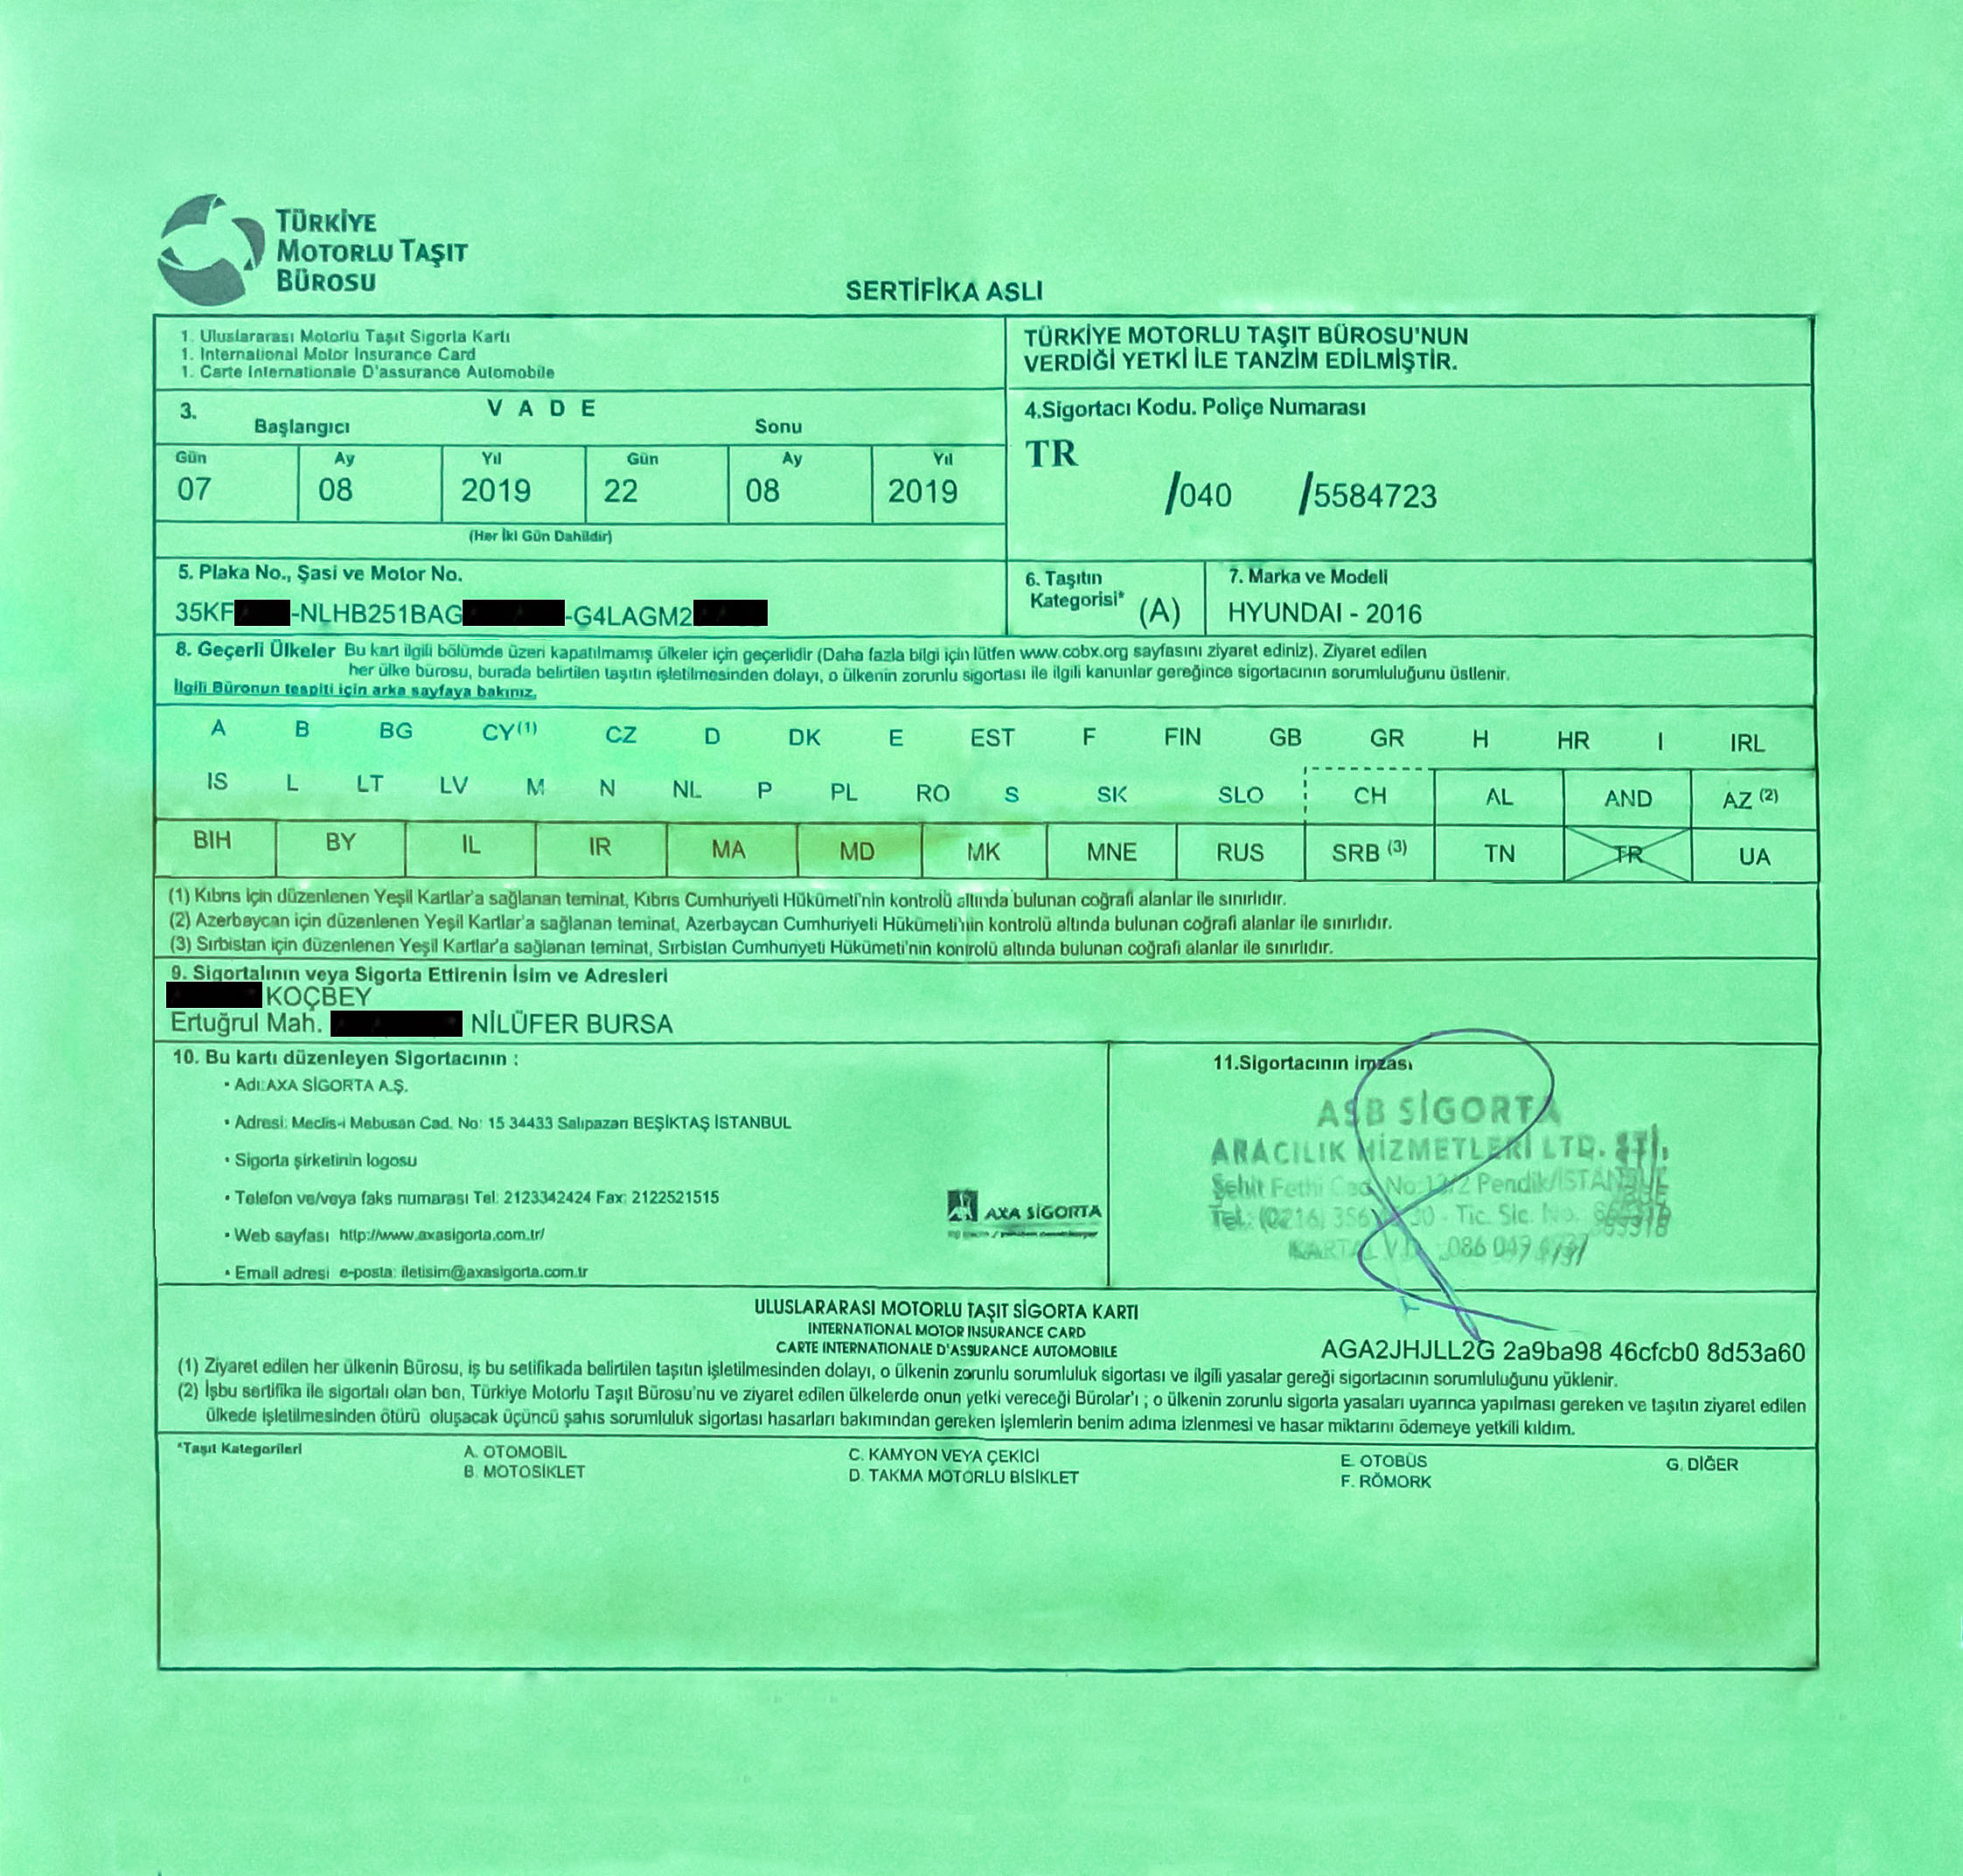 TÜRKİYE
MOTORLU TAŞIT
BÜROSU
SERTİFİKA ASLI
1. Uluslararası Motorlu Taşıt Sigorta Kartı
1. International Motor Insurance Card
1. Carte Internationale D'assurance Automobile
TÜRKİYE MOTORLU TAŞIT BÜROSU'NUN
VERDİĞİ YETKİ İLE TANZİM EDİLMİŞTİR.
3. VADE
Başlangıcı Sonu
Gün Ay Yıl Gün Ay Yıl
07 08 2019 22 08 2019
(Her İki Gün Dahildir)
4.Sigortacı Kodu. Poliçe Numarası
TR
/040 /5584723
5. Plaka No., Şasi ve Motor No.
35KF -NLHB251BAG -G4LAGM2
6. Taşıtın
Kategorisi* (A)
7. Marka ve Modeli
HYUNDAI - 2016
8. Geçerli Ülkeler Bu kart ilgili bölümde üzeri kapatılmamış ülkeler için geçerlidir (Daha fazla bilgi için lütfen www.cobx.org sayfasını ziyaret ediniz). Ziyaret edilen
her ülke bürosu, burada belirtilen taşıtın işletilmesinden dolayı, o ülkenin zorunlu sigortası ile ilgili kanunlar gereğince sigortacının sorumluluğunu üstlenir.
İlgili Büronun tespiti için arka sayfaya bakınız.
A B BG CY(1) CZ D DK E EST F FIN GB GR H HR I IRL
IS L LT LV M N NL P PL RO S SK SLO CH AL AND AZ (2)
BIH BY IL IR MA MD MK MNE RUS SRB (3) TN TR UA
(1) Kıbrıs için düzenlenen Yeşil Kartlar'a sağlanan teminat, Kıbrıs Cumhuriyeti Hükümeti'nin kontrolü altında bulunan coğrafi alanlar ile sınırlıdır.
(2) Azerbaycan için düzenlenen Yeşil Kartlar'a sağlanan teminat, Azerbaycan Cumhuriyeti Hükümeti'nin kontrolü altında bulunan coğrafi alanlar ile sınırlıdır.
(3) Sırbistan için düzenlenen Yeşil Kartlar'a sağlanan teminat, Sırbistan Cumhuriyeti Hükümeti'nin kontrolü altında bulunan coğrafi alanlar ile sınırlıdır.
9. Sigortalının veya Sigorta Ettirenin İsim ve Adresleri
KOÇBEY
Ertuğrul Mah. NİLÜFER BURSA
10. Bu kartı düzenleyen Sigortacının :
• Adı:AXA SİGORTA A.Ş.
• Adresi: Meclis-i Mebusan Cad. No: 15 34433 Salıpazarı BEŞİKTAŞ İSTANBUL
• Sigorta şirketinin logosu
• Telefon ve/veya faks numarası Tel: 2123342424 Fax: 2122521515
• Web sayfası http://www.axasigorta.com.tr/
• Email adresi e-posta: iletisim@axasigorta.com.tr
AXA SİGORTA
11.Sigortacının imzası
ASB SİGORTA
ARACILIK HİZMETLERİ LTD. ŞTİ.
Şehit Fethi Cad. No: Pendik/İSTANBUL
Tel: (0216) 356 30 - Tic. Sic. No.
KARTAL V.D. 086 049
ULUSLARARASI MOTORLU TAŞIT SİGORTA KARTI
INTERNATIONAL MOTOR INSURANCE CARD
CARTE INTERNATIONALE D'ASSURANCE AUTOMOBILE
AGA2JHJLL2G 2a9ba98 46cfcb0 8d53a60
(1) Ziyaret edilen her ülkenin Bürosu, iş bu setifikada belirtilen taşıtın işletilmesinden dolayı, o ülkenin zorunlu sorumluluk sigortası ve ilgili yasalar gereği sigortacının sorumluluğunu yüklenir.
(2) İşbu sertifika ile sigortalı olan ben, Türkiye Motorlu Taşıt Bürosu'nu ve ziyaret edilen ülkelerde onun yetki vereceği Bürolar'ı ; o ülkenin zorunlu sigorta yasaları uyarınca yapılması gereken ve taşıtın ziyaret edilen
ülkede işletilmesinden ötürü oluşacak üçüncü şahıs sorumluluk sigortası hasarları bakımından gereken işlemlerin benim adıma izlenmesi ve hasar miktarını ödemeye yetkili kıldım.
*Taşıt Kategorileri
A. OTOMOBİL
B. MOTOSİKLET
C. KAMYON VEYA ÇEKİCİ
D. TAKMA MOTORLU BİSİKLET
E. OTOBÜS
F. RÖMORK
G. DİĞER